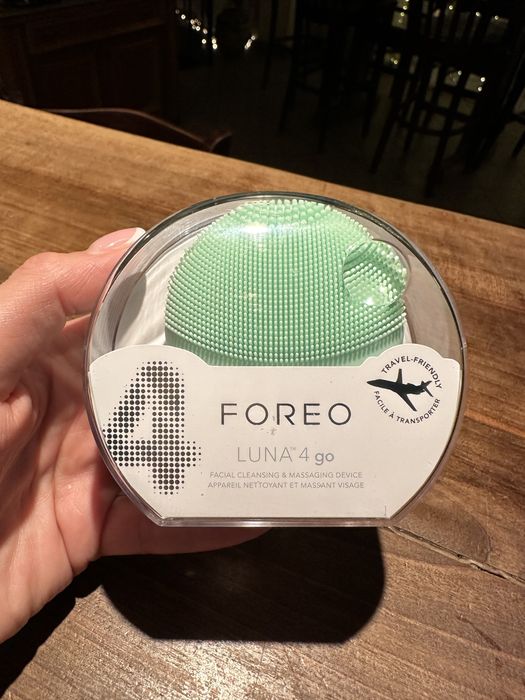 4
FOREO
LUNA™ 4 go
FACIAL CLEANSING & MASSAGING DEVICE
APPAREIL NETTOYANT ET MASSANT VISAGE
TRAVEL-FRIENDLY
FACILE À TRANSPORTER